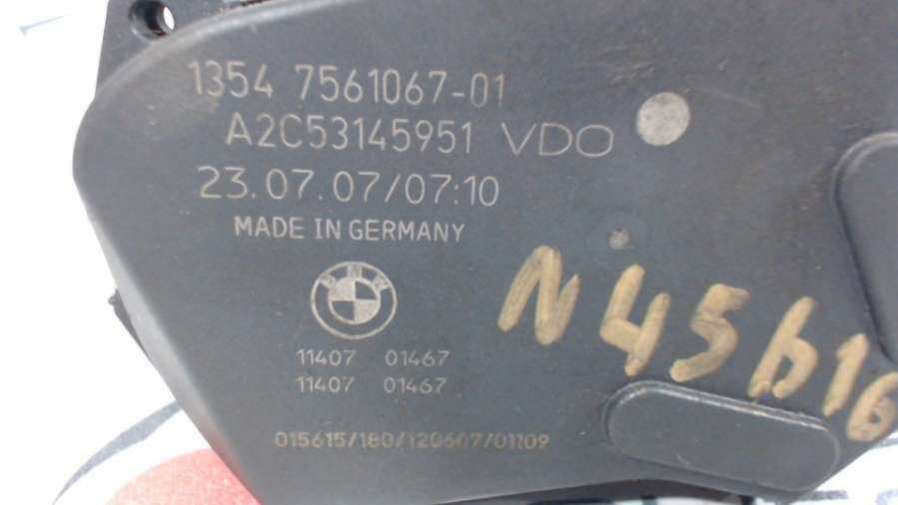 1354 7561067-01
A2C53145951 VDO
23.07.07/07:10
MADE IN GERMANY
BMW
11407 01467
11407 01467
015615/180/120607/01109
N45b16